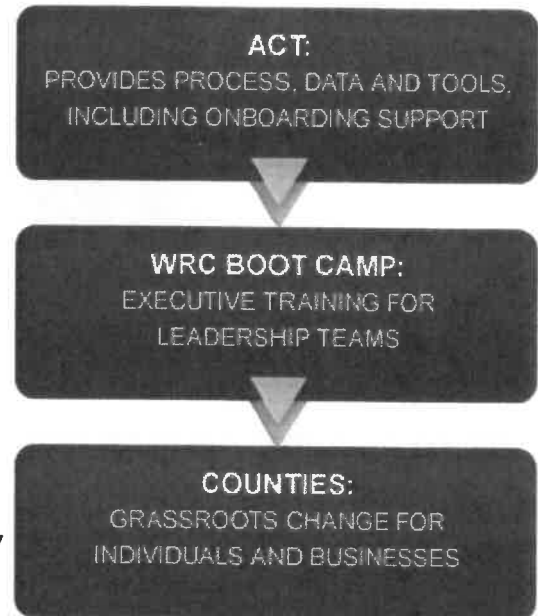 ACT:
PROVIDES PROCESS, DATA AND TOOLS,
INCLUDING ONBOARDING SUPPORT
WRC BOOT CAMP:
EXECUTIVE TRAINING FOR
LEADERSHIP TEAMS
COUNTIES:
GRASSROOTS CHANGE FOR
INDIVIDUALS AND BUSINESSES